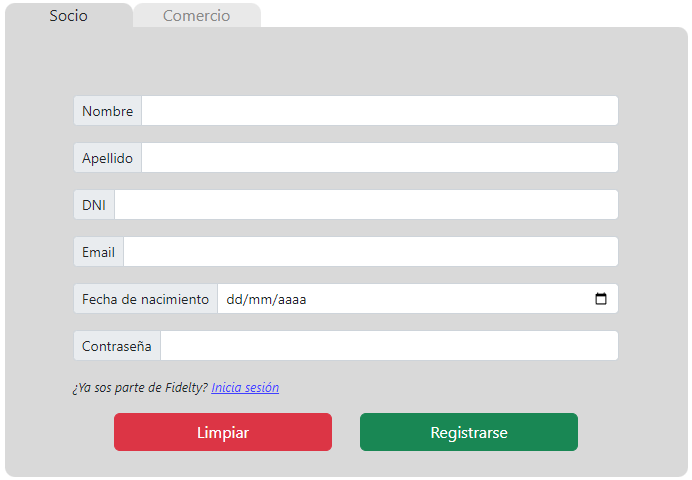 Socio Comercio
Nombre
Apellido
DNI
Email
Fecha de nacimiento dd/mm/aaaa
Contraseña
¿Ya sos parte de Fidelty? Inicia sesión
Limpiar Registrarse